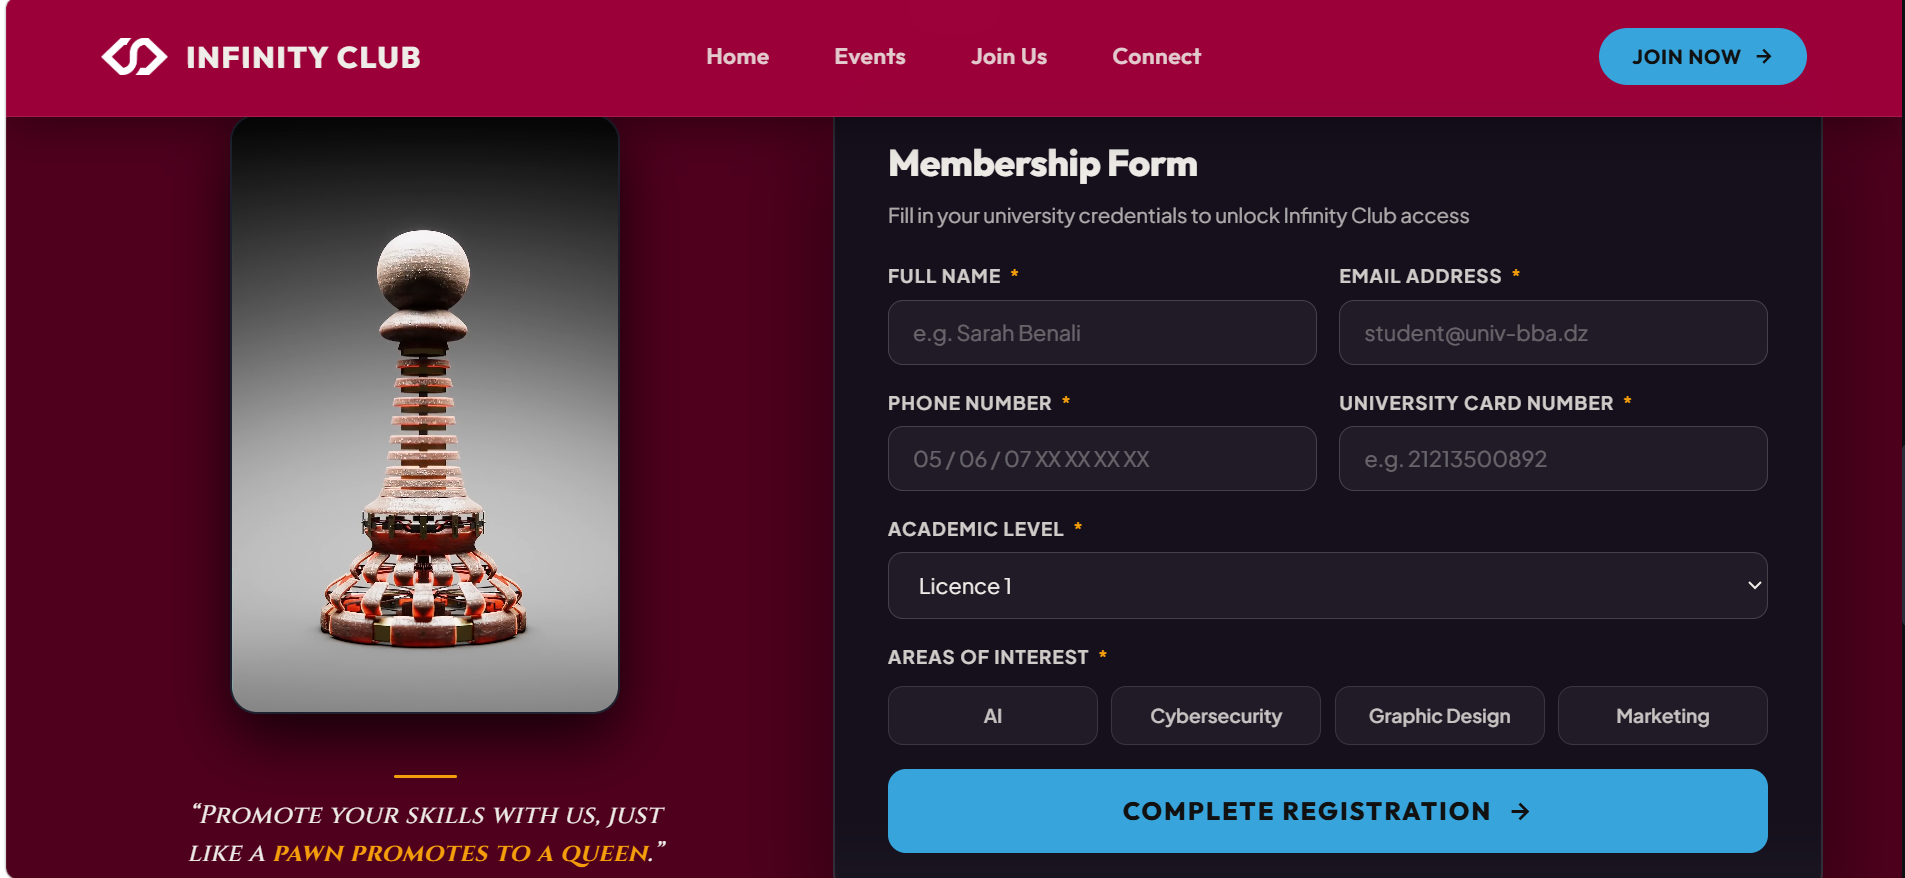 INFINITY CLUB
Home
Events
Join Us
Connect
JOIN NOW →
Membership Form
Fill in your university credentials to unlock Infinity Club access
FULL NAME *
EMAIL ADDRESS *
e.g. Sarah Benali
student@univ-bba.dz
PHONE NUMBER *
UNIVERSITY CARD NUMBER *
05 / 06 / 07 XX XX XX XX
e.g. 21213500892
ACADEMIC LEVEL *
Licence 1
AREAS OF INTEREST *
AI
Cybersecurity
Graphic Design
Marketing
COMPLETE REGISTRATION →
“PROMOTE YOUR SKILLS WITH US, JUST
LIKE A PAWN PROMOTES TO A QUEEN.”